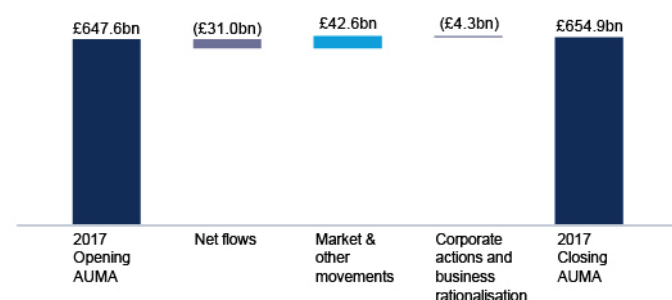 £647.6bn
(£31.0bn)
£42.6bn
(£4.3bn)
£654.9bn
2017
Opening
AUMA
Net flows
Market &
other
movements
Corporate
actions and
business
rationalisation
2017
Closing
AUMA